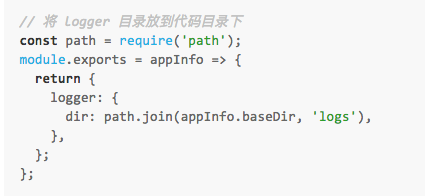 // 将 Logger 目录放到代码目录下
const path = require('path');
module.exports = appInfo => {
  return {
    logger: {
      dir: path.join(appInfo.baseDir, 'logs'),
    },
  };
};